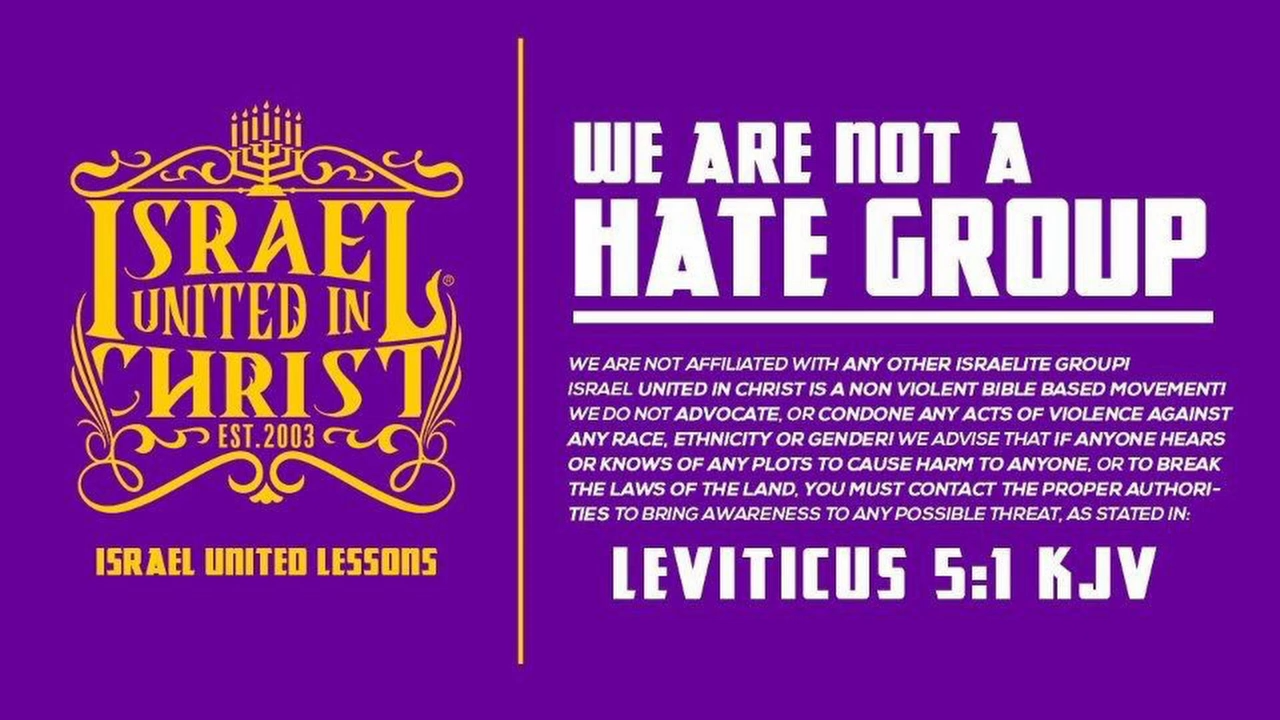 ISRAEL
UNITED IN
CHRIST
®
EST.2003
ISRAEL UNITED LESSONS
WE ARE NOT A
HATE GROUP
WE ARE NOT AFFILIATED WITH ANY OTHER ISRAELITE GROUP!
ISRAEL UNITED IN CHRIST IS A NON VIOLENT BIBLE BASED MOVEMENT!
WE DO NOT ADVOCATE, OR CONDONE ANY ACTS OF VIOLENCE AGAINST
ANY RACE, ETHNICITY OR GENDER! WE ADVISE THAT IF ANYONE HEARS
OR KNOWS OF ANY PLOTS TO CAUSE HARM TO ANYONE, OR TO BREAK
THE LAWS OF THE LAND, YOU MUST CONTACT THE PROPER AUTHORI-
TIES TO BRING AWARENESS TO ANY POSSIBLE THREAT, AS STATED IN:
LEVITICUS 5:1 KJV